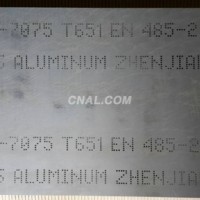 -7075 T651 EN 485-2
S ALUMINUM ZHENJIA
CNAL.COM
-7075 T651 EN 485-2
S ALUMINUM ZHENJIA